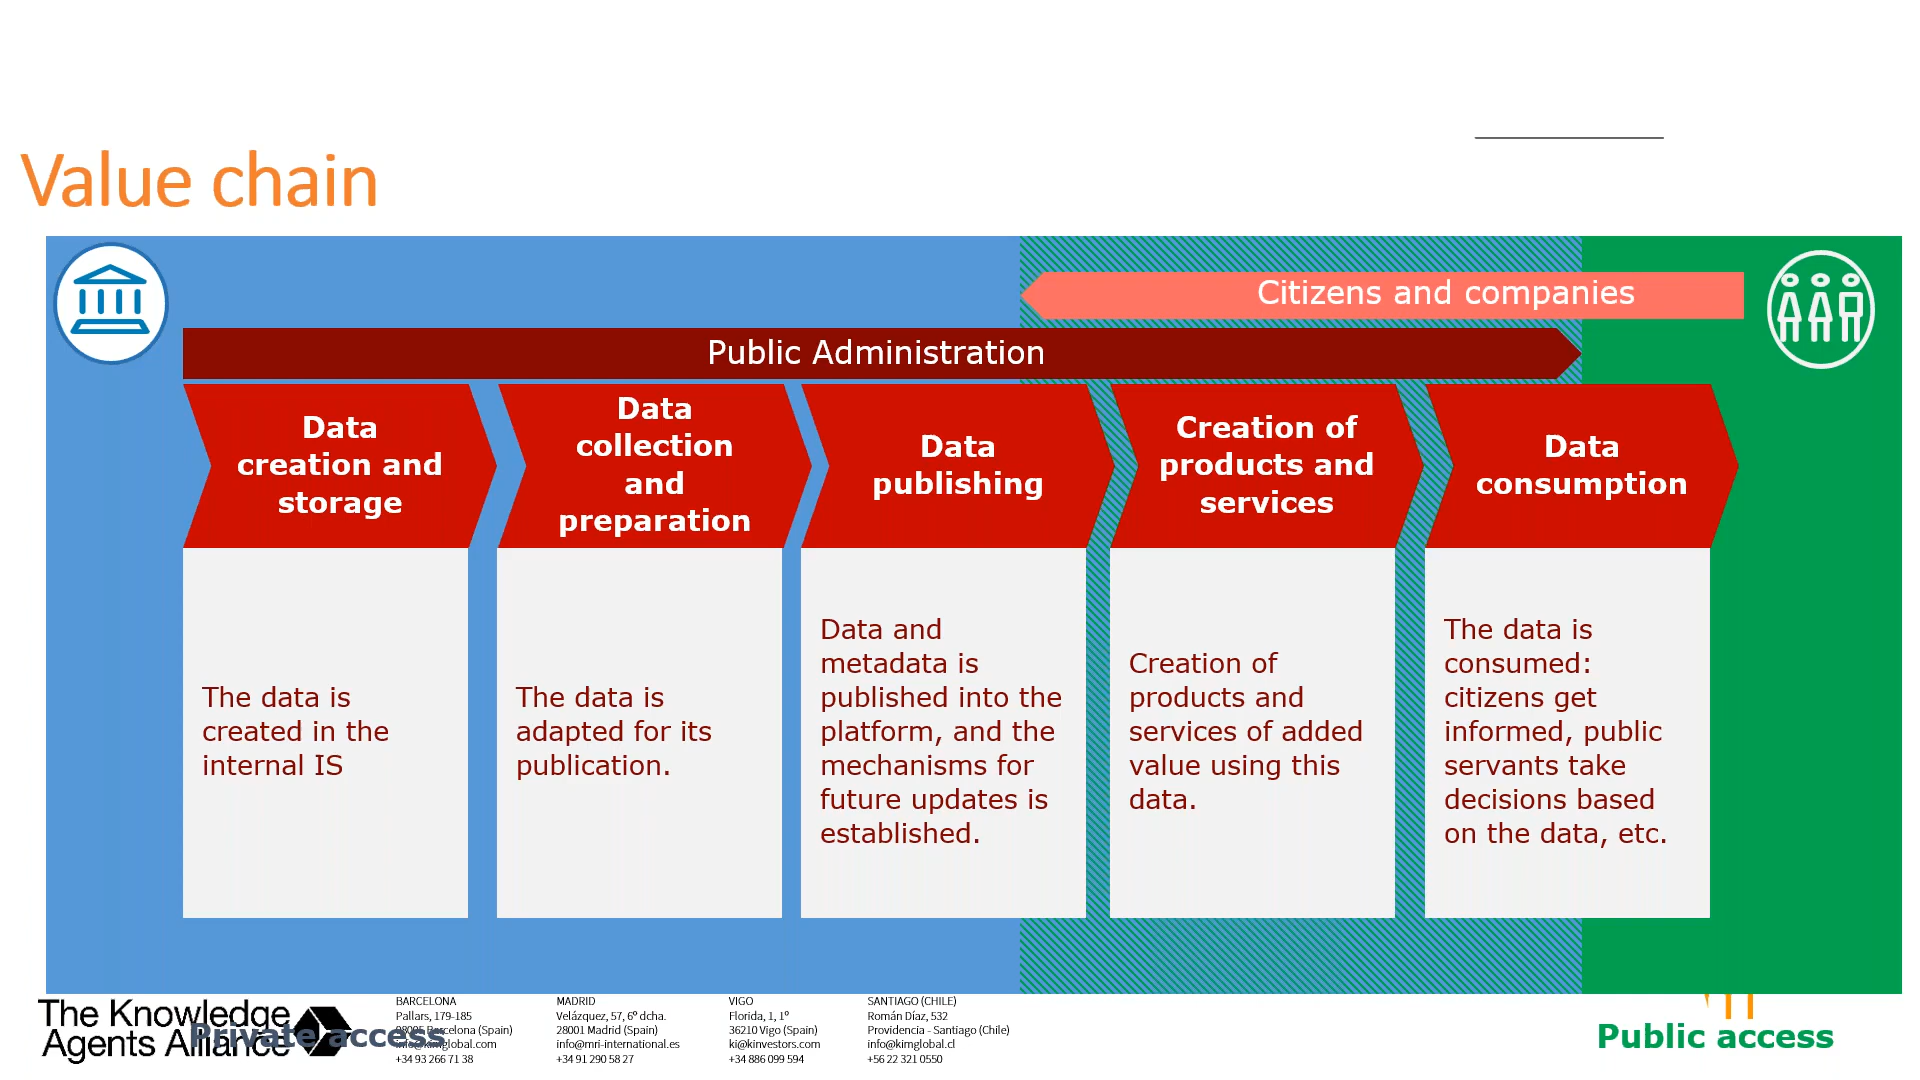 Value chain
Citizens and companies
Public Administration
Data
creation and
storage
Data
collection
and
preparation
Data
publishing
Creation of
products and
services
Data
consumption
The data is
created in the
internal IS
The data is
adapted for its
publication.
Data and
metadata is
published into the
platform, and the
mechanisms for
future updates is
established.
Creation of
products and
services of added
value using this
data.
The data is
consumed:
citizens get
informed, public
servants take
decisions based
on the data, etc.
The Knowledge
Agents Alliance
Private access
BARCELONA
Pallars, 179-185
08005 Barcelona (Spain)
info@kimglobal.com
+34 93 266 71 38
MADRID
Velázquez, 57, 6º dcha.
28001 Madrid (Spain)
info@mri-international.es
+34 91 290 58 27
VIGO
Florida, 1, 1º
36210 Vigo (Spain)
ki@kinvestors.com
+34 886 099 594
SANTIAGO (CHILE)
Román Díaz, 532
Providencia - Santiago (Chile)
info@kimglobal.cl
+56 22 321 0550
Public access